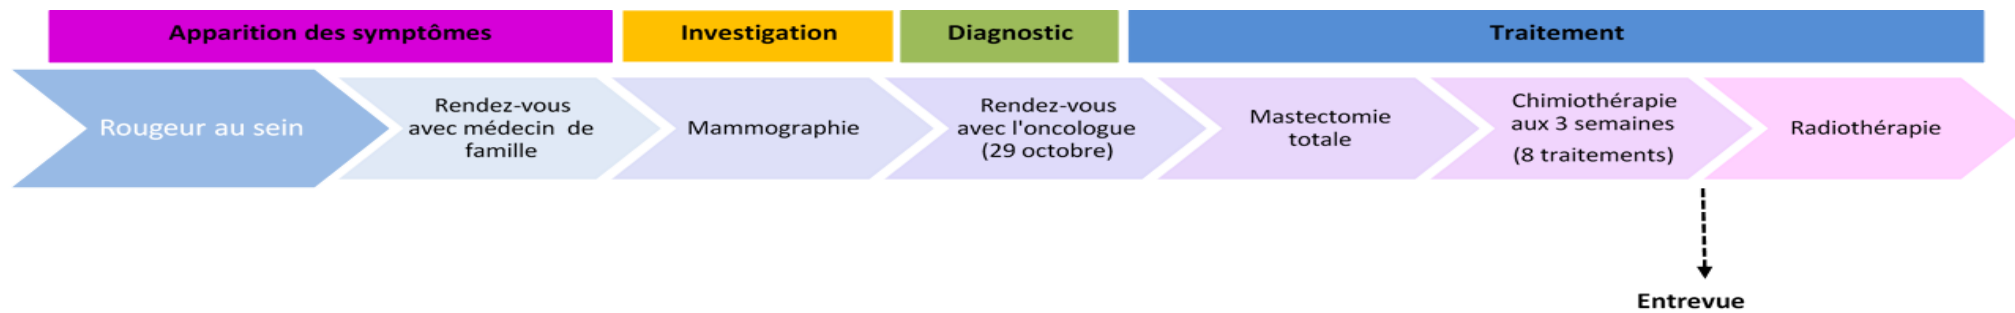 Apparition des symptômes
Investigation
Diagnostic
Traitement
Rougeur au sein
Rendez-vous
avec médecin de
famille
Mammographie
Rendez-vous
avec l'oncologue
(29 octobre)
Mastectomie
totale
Chimiothérapie
aux 3 semaines
(8 traitements)
Radiothérapie
Entrevue